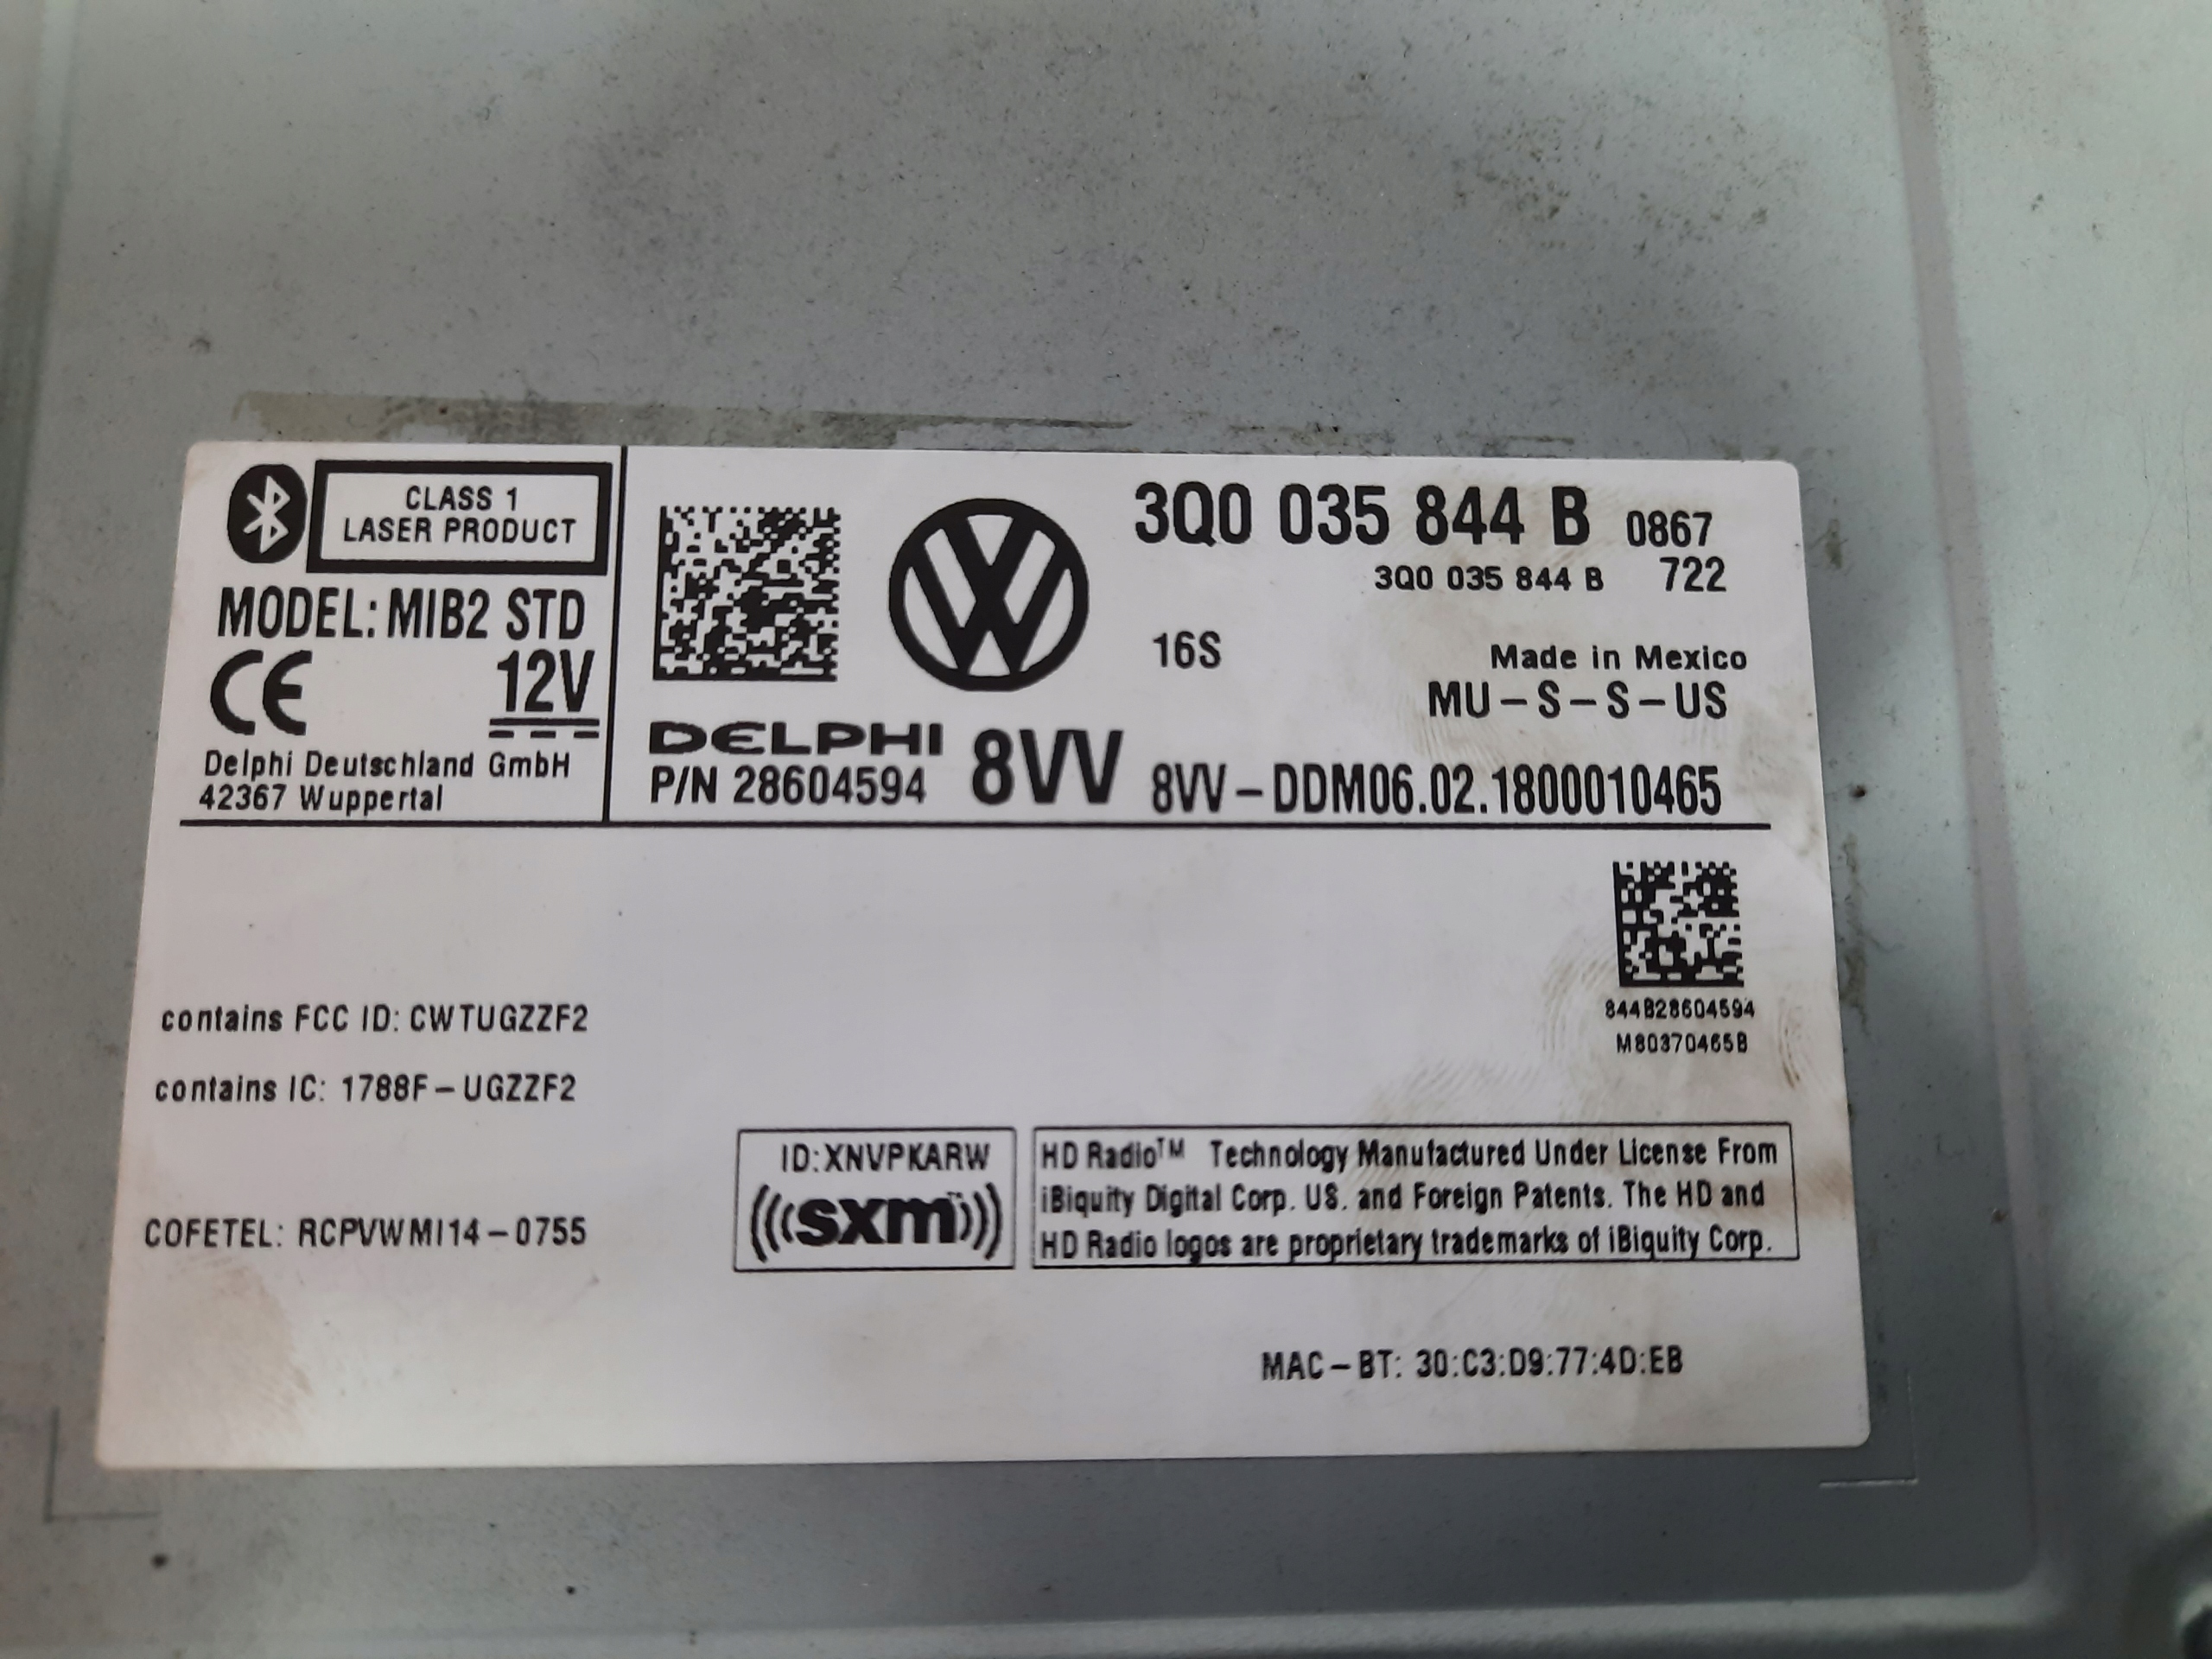 CLASS 1
LASER PRODUCT
MODEL: MIB2 STD
CE 12V
Delphi Deutschland GmbH
42367 Wuppertal
3Q0 035 844 B 0867
3Q0 035 844 B 722
16S
Made in Mexico
MU-S-S-US
DELPHI
P/N 28604594
8VV
8VV-DDM06.02.1800010465
844B28604594
M80370465B
contains FCC ID: CWTUGZZF2
contains IC: 1788F-UGZZF2
COFETEL: RCPVWMI14-0755
ID:XNVPKARW
(((sxm)))
HD Radio™ Technology Manufactured Under License From
iBiquity Digital Corp. US. and Foreign Patents. The HD and
HD Radio logos are proprietary trademarks of iBiquity Corp.
MAC-BT: 30:C3:D9:77:4D:EB